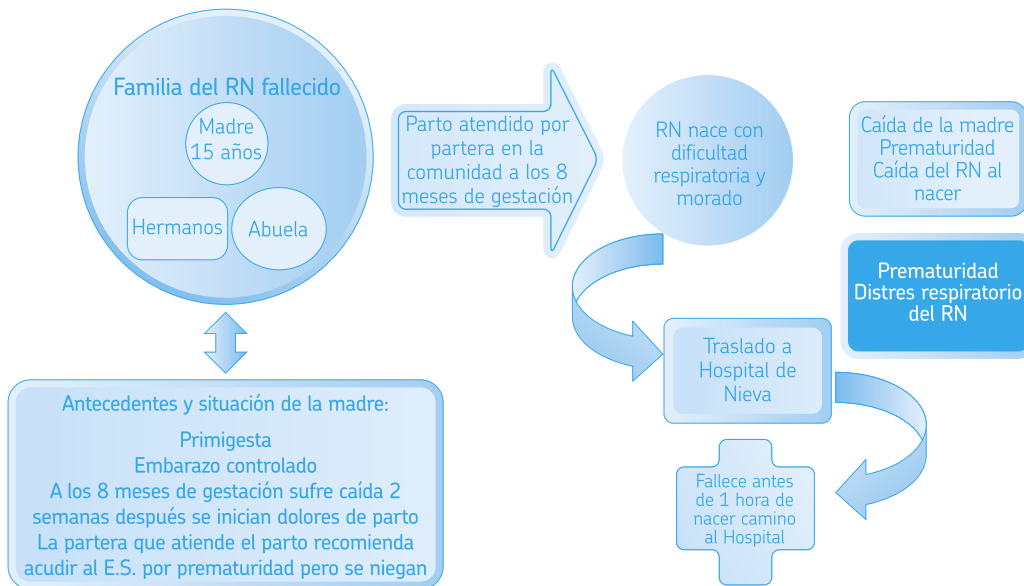 Familia del RN fallecido
Madre
15 años
Hermanos
Abuela
Antecedentes y situación de la madre:
Primigesta
Embarazo controlado
A los 8 meses de gestación sufre caída 2
semanas después se inician dolores de parto
La partera que atiende el parto recomienda
acudir al E.S. por prematuridad pero se niegan
Parto atendido por
partera en la
comunidad a los 8
meses de gestación
RN nace con
dificultad
respiratoria y
morado
Traslado a
Hospital de
Nieva
Fallece antes
de 1 hora de
nacer camino
al Hospital
Caída de la madre
Prematuridad
Caída del RN al
nacer
Prematuridad
Distres respiratorio
del RN